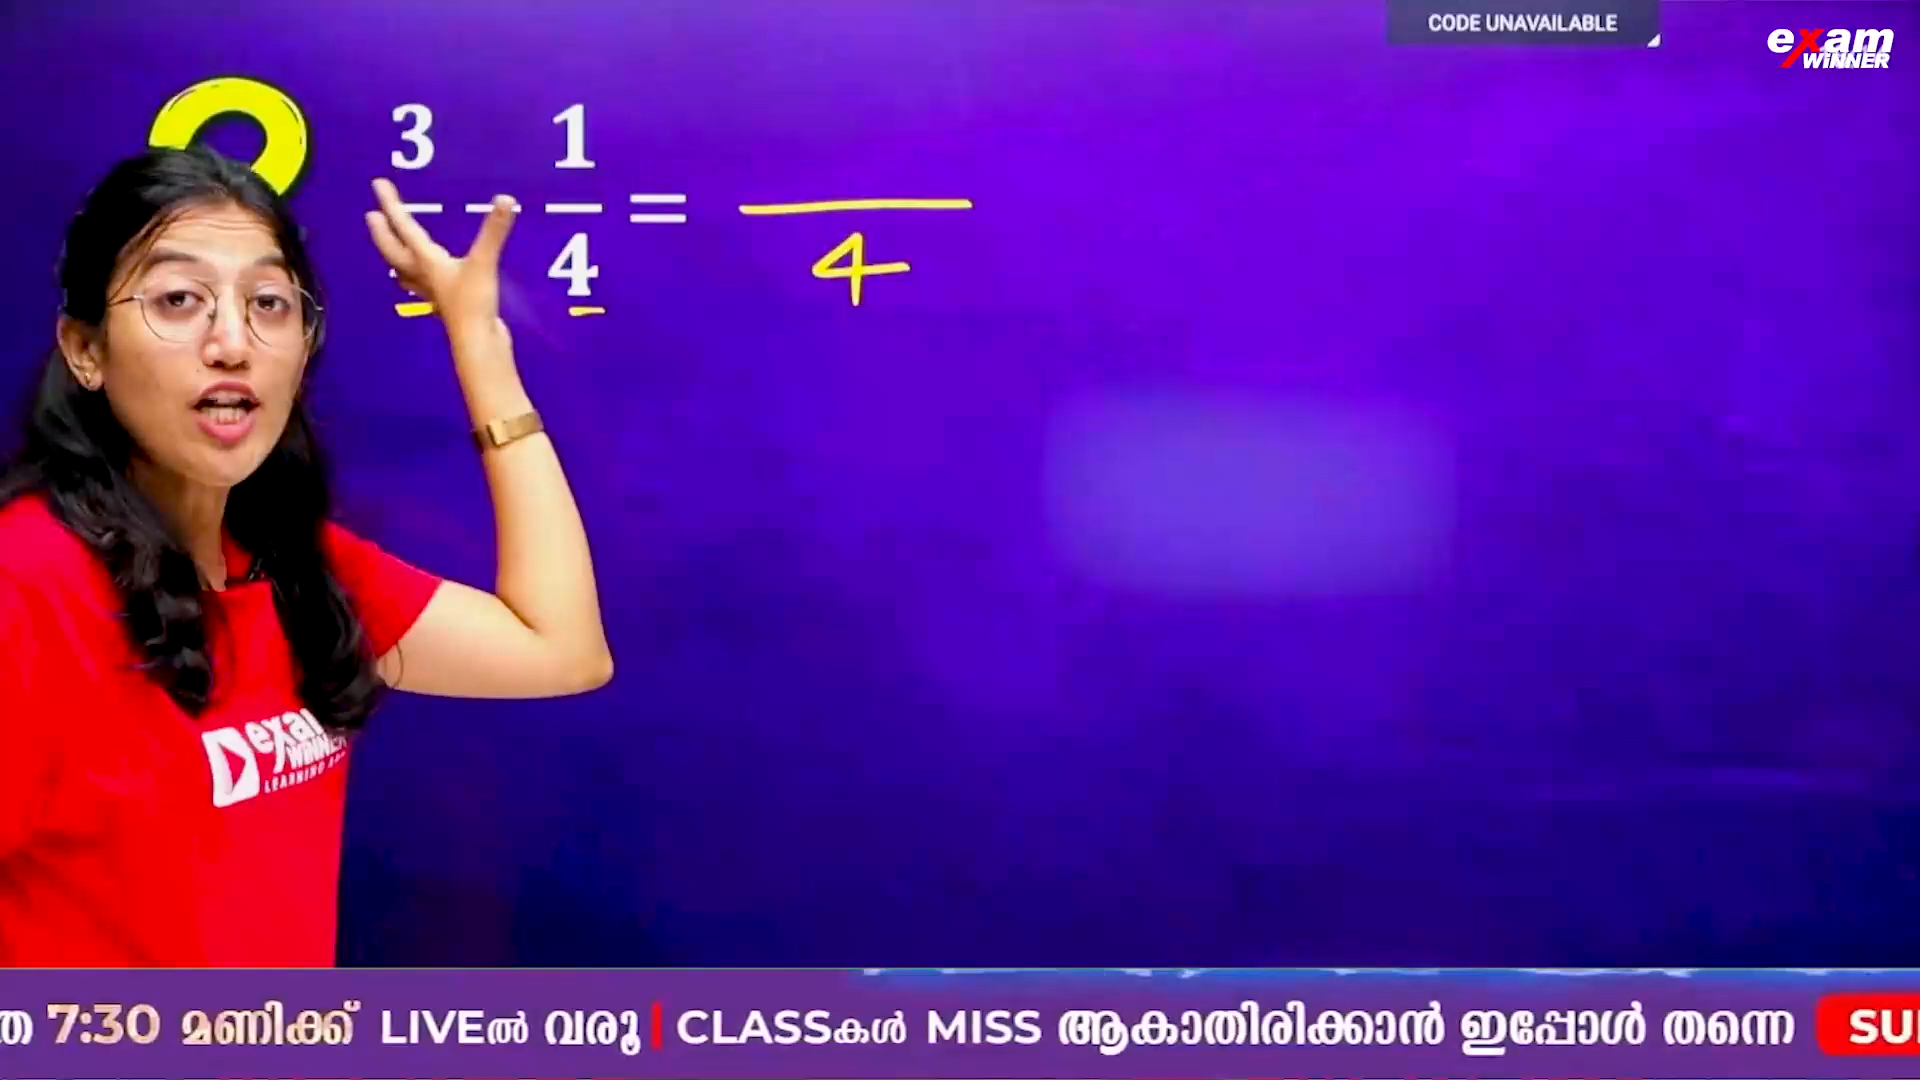 CODE UNAVAILABLE
exam
WINNER
3 1
— — =
4 4
exam
WINNER
LEARNING
7:30 മണിക്ക് LIVEൽ വരൂ | CLASSകൾ MISS ആകാതിരിക്കാൻ ഇപ്പോൾ തന്നെ